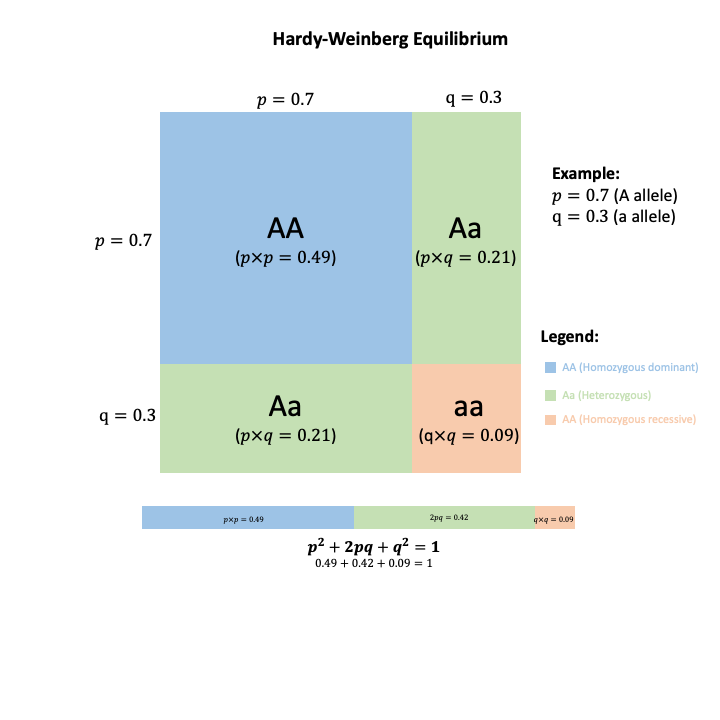 Hardy-Weinberg Equilibrium
p = 0.7
q = 0.3
Example:
p = 0.7 (A allele)
q = 0.3 (a allele)
p = 0.7
AA
(p×p = 0.49)
Aa
(p×q = 0.21)
Legend:
AA (Homozygous dominant)
Aa (Heterozygous)
AA (Homozygous recessive)
q = 0.3
Aa
(p×q = 0.21)
aa
(q×q = 0.09)
p×p = 0.49
2pq = 0.42
q×q = 0.09
p² + 2pq + q² = 1
0.49 + 0.42 + 0.09 = 1